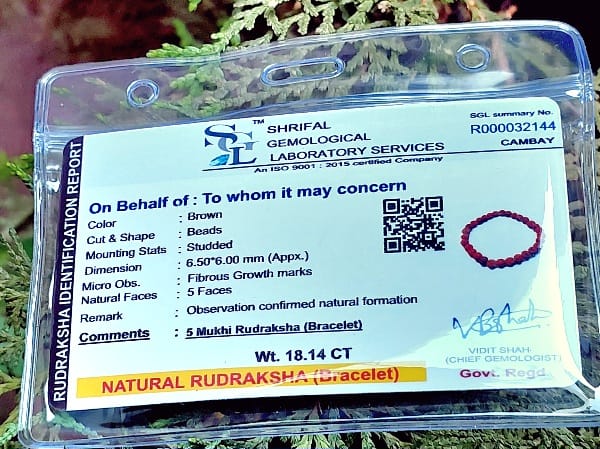 RUDRAKSHA IDENTIFICATION REPORT
SGL
TM
SHRIFAL
GEMOLOGICAL
LABORATORY SERVICES
An ISO 9001 : 2015 certified Company
SGL summary No.
R000032144
CAMBAY
On Behalf of : To whom it may concern
Color : Brown
Cut & Shape : Beads
Mounting Stats : Studded
Dimension : 6.50*6.00 mm (Appx.)
Micro Obs. : Fibrous Growth marks
Natural Faces : 5 Faces
Remark : Observation confirmed natural formation
Comments : 5 Mukhi Rudraksha (Bracelet)
Wt. 18.14 CT
NATURAL RUDRAKSHA (Bracelet)
VIDIT SHAH
(CHIEF GEMOLOGIST)
Govt. Regd.